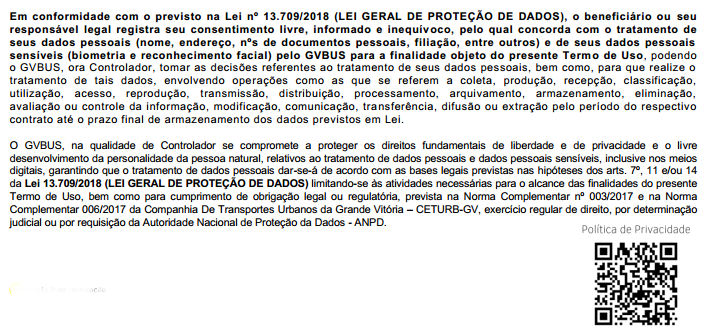 Em conformidade com o previsto na Lei nº 13.709/2018 (LEI GERAL DE PROTEÇÃO DE DADOS), o beneficiário ou seu
responsável legal registra seu consentimento livre, informado e inequívoco, pelo qual concorda com o tratamento de
seus dados pessoais (nome, endereço, nºs de documentos pessoais, filiação, entre outros) e de seus dados pessoais
sensíveis (biometria e reconhecimento facial) pelo GVBUS para a finalidade objeto do presente Termo de Uso, podendo
o GVBUS, ora Controlador, tomar as decisões referentes ao tratamento de seus dados pessoais, bem como, para que realize o
tratamento de tais dados, envolvendo operações como as que se referem a coleta, produção, recepção, classificação,
utilização, acesso, reprodução, transmissão, distribuição, processamento, arquivamento, armazenamento, eliminação,
avaliação ou controle da informação, modificação, comunicação, transferência, difusão ou extração pelo período do respectivo
contrato até o prazo final de armazenamento dos dados previstos em Lei.
O GVBUS, na qualidade de Controlador se compromete a proteger os direitos fundamentais de liberdade e de privacidade e o livre
desenvolvimento da personalidade da pessoa natural, relativos ao tratamento de dados pessoais e dados pessoais sensíveis, inclusive nos meios
digitais, garantindo que o tratamento de dados pessoais dar-se-á de acordo com as bases legais previstas nas hipóteses dos arts. 7º, 11 e/ou 14
da Lei 13.709/2018 (LEI GERAL DE PROTEÇÃO DE DADOS) limitando-se às atividades necessárias para o alcance das finalidades do presente
Termo de Uso, bem como para cumprimento de obrigação legal ou regulatória, prevista na Norma Complementar nº 003/2017 e na Norma
Complementar 006/2017 da Companhia De Transportes Urbanos da Grande Vitória – CETURB-GV, exercício regular de direito, por determinação
judicial ou por requisição da Autoridade Nacional de Proteção da Dados - ANPD.
Política de Privacidade